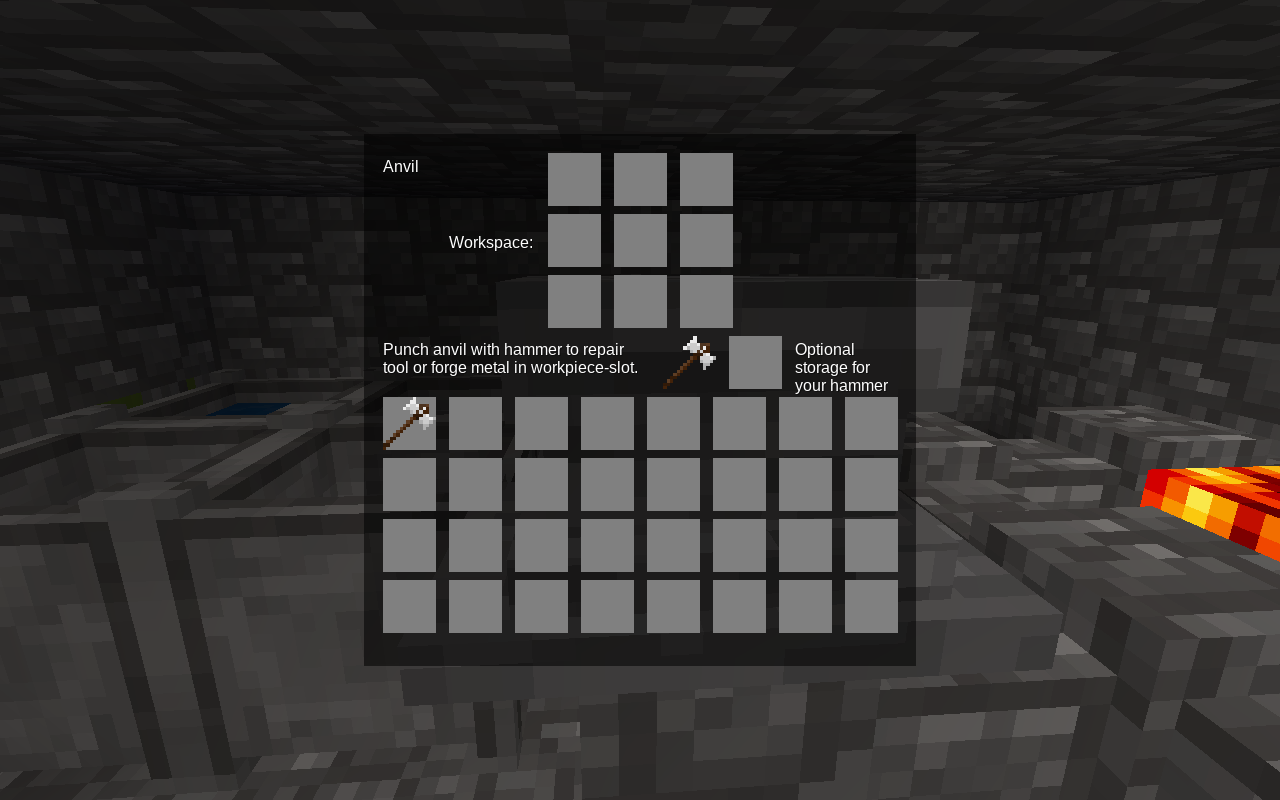 Anvil
Workspace:
Punch anvil with hammer to repair
tool or forge metal in workpiece-slot.
Optional
storage for
your hammer